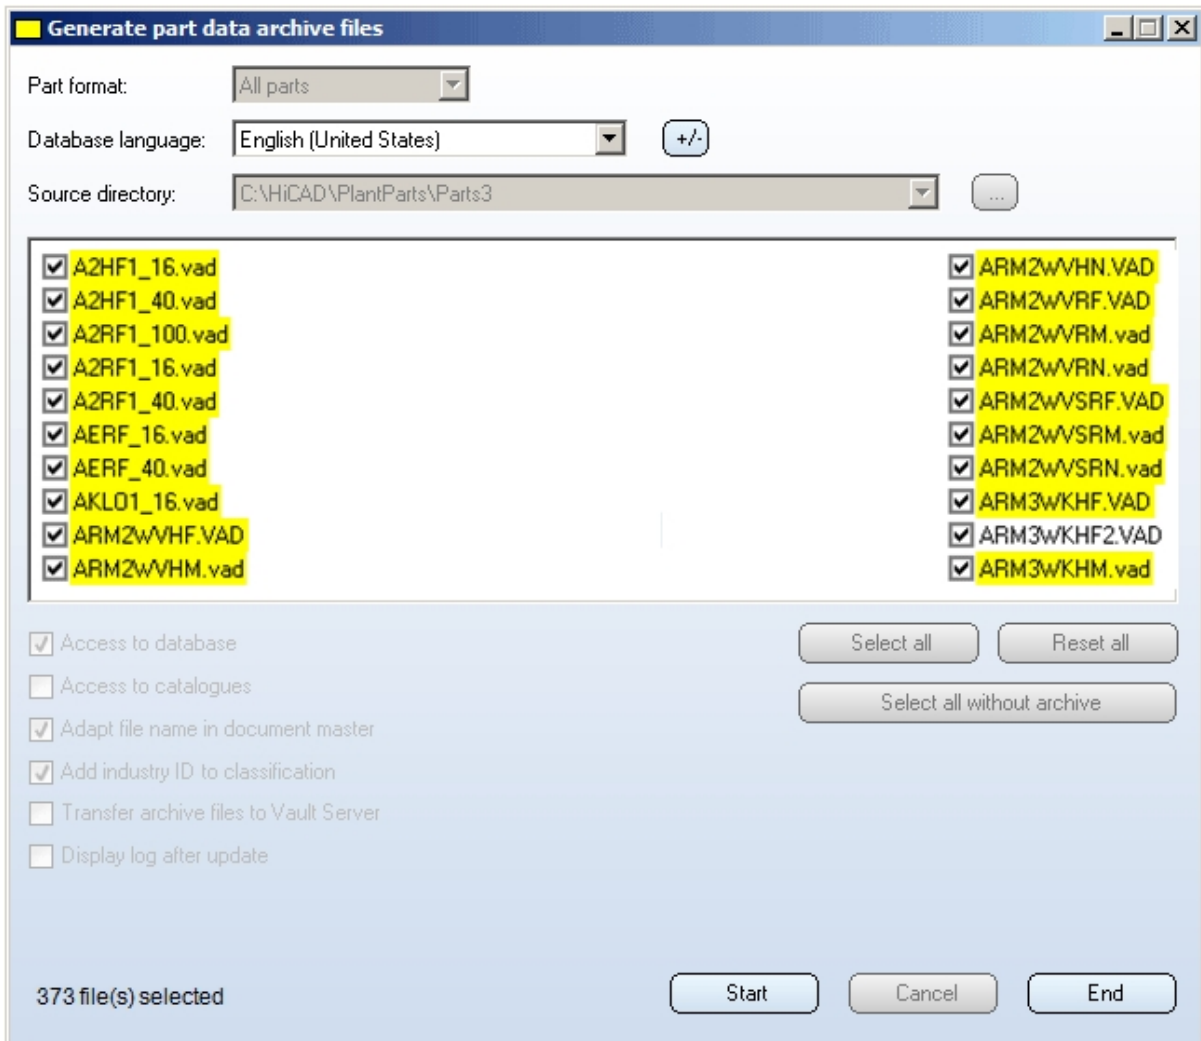 Generate part data archive files
Part format: All parts
Database language: English (United States) +/-
Source directory: C:\HiCAD\PlantParts\Parts3 ...
A2HF1_16.vad
A2HF1_40.vad
A2RF1_100.vad
A2RF1_16.vad
A2RF1_40.vad
AERF_16.vad
AERF_40.vad
AKLO1_16.vad
ARM2WVHF.VAD
ARM2WVHM.vad
ARM2WVHN.VAD
ARM2WVRF.VAD
ARM2WVRM.vad
ARM2WVRN.vad
ARM2WVSRF.VAD
ARM2WVSRM.vad
ARM2WVSRN.vad
ARM3WKHF.VAD
ARM3WKHF2.VAD
ARM3WKHM.vad
Access to database
Access to catalogues
Adapt file name in document master
Add industry ID to classification
Transfer archive files to Vault Server
Display log after update
Select all Reset all
Select all without archive
373 file(s) selected
Start Cancel End